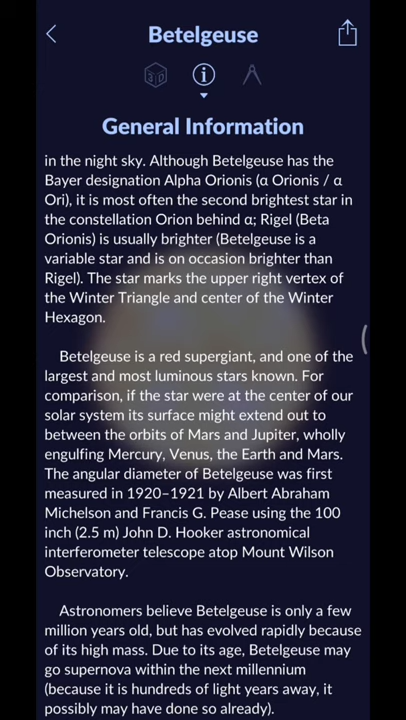 Betelgeuse
3D
General Information
in the night sky. Although Betelgeuse has the
Bayer designation Alpha Orionis (α Orionis / α
Ori), it is most often the second brightest star in
the constellation Orion behind α; Rigel (Beta
Orionis) is usually brighter (Betelgeuse is a
variable star and is on occasion brighter than
Rigel). The star marks the upper right vertex of
the Winter Triangle and center of the Winter
Hexagon.
Betelgeuse is a red supergiant, and one of the
largest and most luminous stars known. For
comparison, if the star were at the center of our
solar system its surface might extend out to
between the orbits of Mars and Jupiter, wholly
engulfing Mercury, Venus, the Earth and Mars.
The angular diameter of Betelgeuse was first
measured in 1920–1921 by Albert Abraham
Michelson and Francis G. Pease using the 100
inch (2.5 m) John D. Hooker astronomical
interferometer telescope atop Mount Wilson
Observatory.
Astronomers believe Betelgeuse is only a few
million years old, but has evolved rapidly because
of its high mass. Due to its age, Betelgeuse may
go supernova within the next millennium
(because it is hundreds of light years away, it
possibly may have done so already).